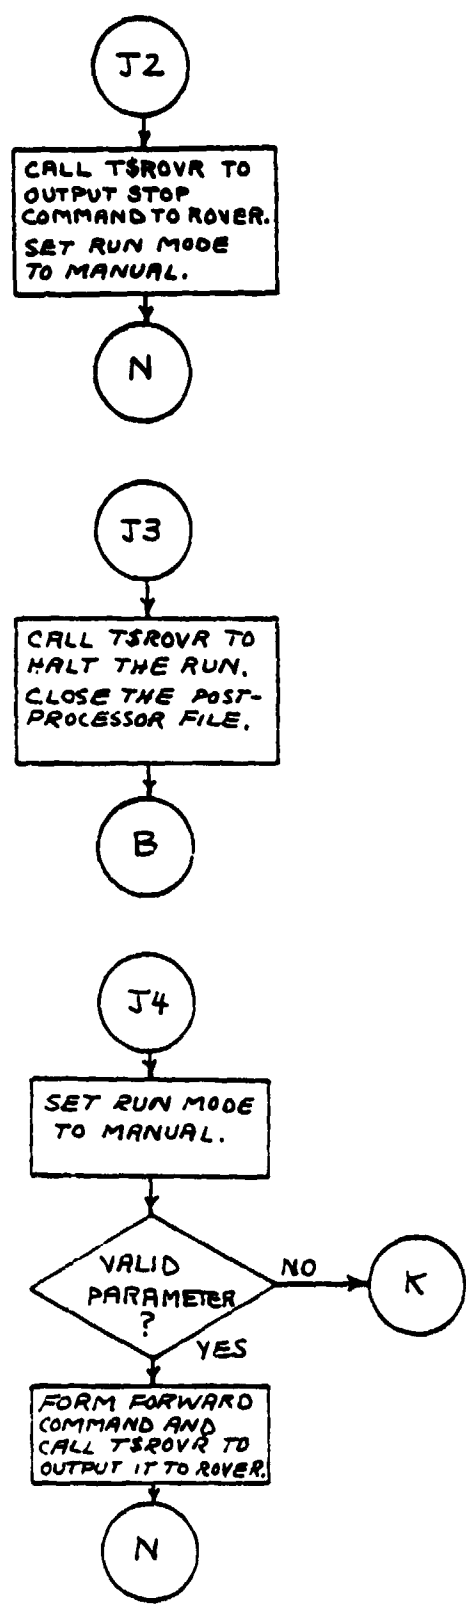 J2
CALL T$ROVR TO
OUTPUT STOP
COMMAND TO ROVER.
SET RUN MODE
TO MANUAL.
N
J3
CALL T$ROVR TO
HALT THE RUN.
CLOSE THE POST-
PROCESSOR FILE.
B
J4
SET RUN MODE
TO MANUAL.
VALID
PARAMETER
?
NO
K
YES
FORM FORWARD
COMMAND AND
CALL T$ROVR TO
OUTPUT IT TO ROVER.
N